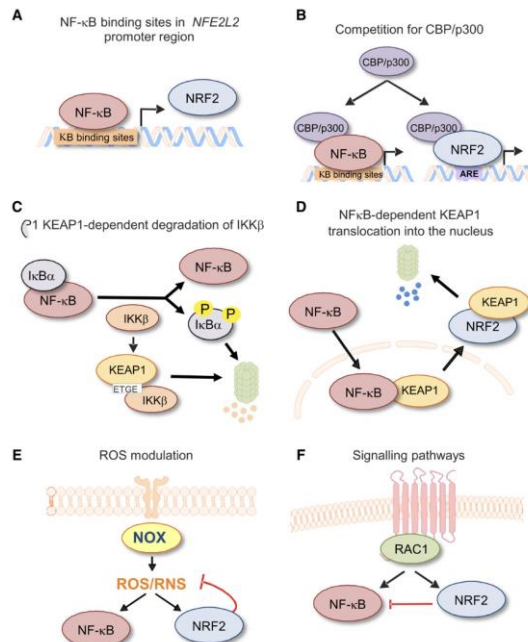 A
NF-κB binding sites in NFE2L2
promoter region
NF-κB
NRF2
KB binding sites
B
Competition for CBP/p300
CBP/p300
CBP/p300
CBP/p300
NF-κB
NRF2
KB binding sites
ARE
C
P1 KEAP1-dependent degradation of IKKβ
IκBα
NF-κB
NF-κB
IKKβ
P
P
IκBα
KEAP1
ETGE
IKKβ
D
NFκB-dependent KEAP1
translocation into the nucleus
NF-κB
KEAP1
NRF2
NF-κB
KEAP1
E
ROS modulation
NOX
ROS/RNS
NF-κB
NRF2
F
Signalling pathways
RAC1
NF-κB
NRF2